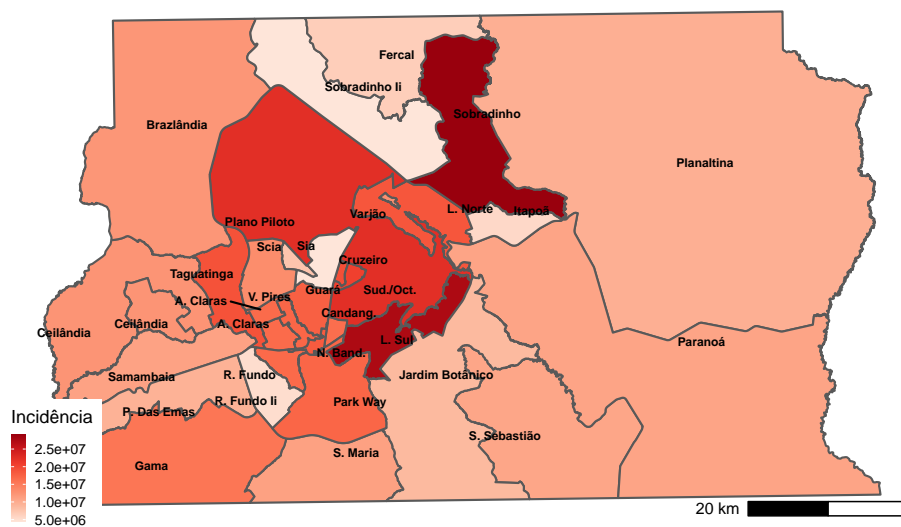 Fercal
Sobradinho Ii
Sobradinho
Brazlândia
Planaltina
L. Norte
Itapoã
Varjão
Plano Piloto
Scia
Sia
Cruzeiro
Taguatinga
A. Claras
V. Pires
Guará
Sud./Oct.
Candang.
Ceilândia
Ceilândia
A. Claras
L. Sul
N. Band.
Paranoá
Samambaia
R. Fundo
Jardim Botânico
R. Fundo Ii
Park Way
P. Das Emas
S. Sebastião
S. Maria
Gama
Incidência
2.5e+07
2.0e+07
1.5e+07
1.0e+07
5.0e+06
20 km